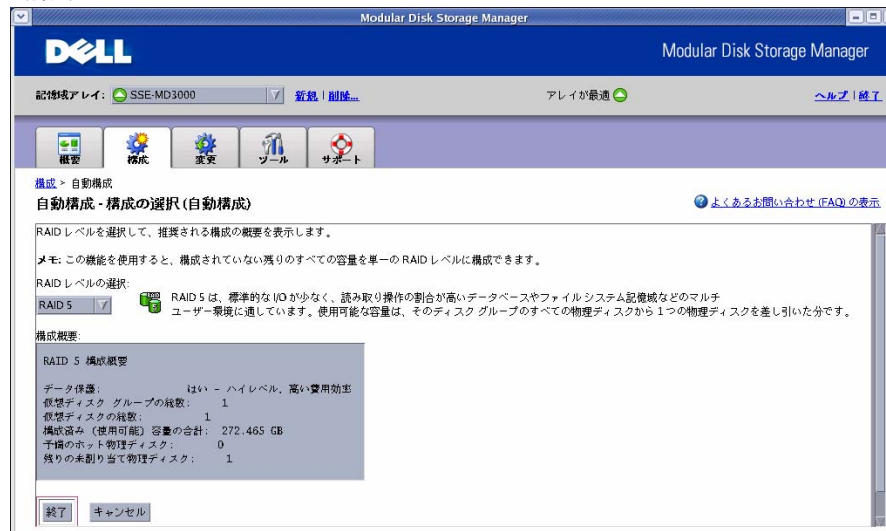 Modular Disk Storage Manager
DELL
Modular Disk Storage Manager
記憶域アレイ: SSE-MD3000 新規 | 削除... アレイが最適 ヘルプ | 終了
概要 構成 変更 ツール サポート
構成 > 自動構成
自動構成 - 構成の選択 (自動構成)
よくあるお問い合わせ (FAQ) の表示
RAID レベルを選択して、推奨される構成の概要を表示します。
メモ: この機能を使用すると、構成されていない残りのすべての容量を単一の RAID レベルに構成できます。
RAID レベルの選択:
RAID 5
RAID 5 は、標準的な I/O が少なく、読み取り操作の割合が高いデータベースやファイル システム記憶域などのマルチ
ユーザー環境に適しています。使用可能な容量は、そのディスク グループのすべての物理ディスクから 1 つの物理ディスクを差し引いた分です。
構成概要:
RAID 5 構成概要
データ保護: はい - ハイレベル、高い費用効率
仮想ディスク グループの総数: 1
仮想ディスクの総数: 1
構成済み (使用可能) 容量の合計: 272.465 GB
予備のホット物理ディスク: 0
残りの未割り当て物理ディスク: 1
終了 キャンセル